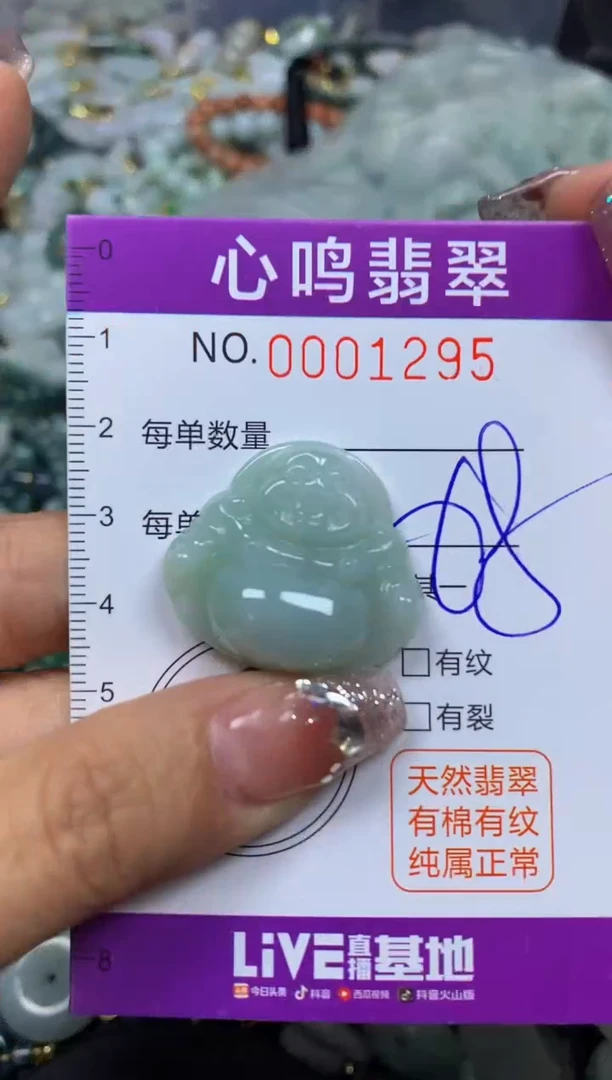 0
心鸣翡翠
1
NO.0001295
2
每单数量
3
每单
4
5
□有纹
□有裂
天然翡翠
有棉有纹
纯属正常
8
LiVE直播基地
今日头条 抖音 西瓜视频 抖音火山版